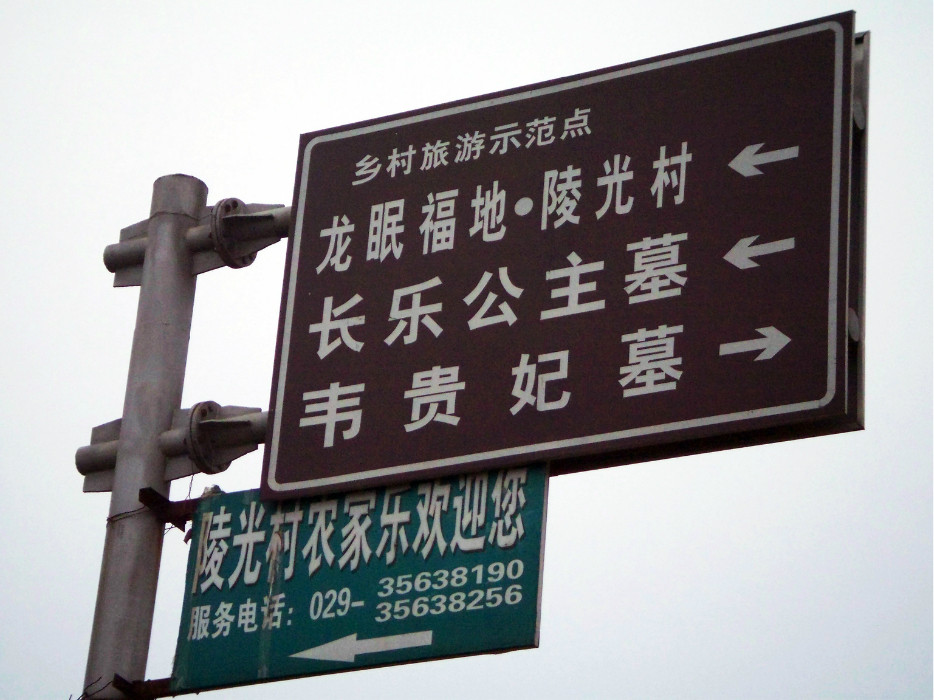 乡村旅游示范点
龙眠福地•陵光村 ←
长乐公主墓 ←
韦贵妃墓 →
陵光村农家乐欢迎您
服务电话：029- 35638190
35638256
←